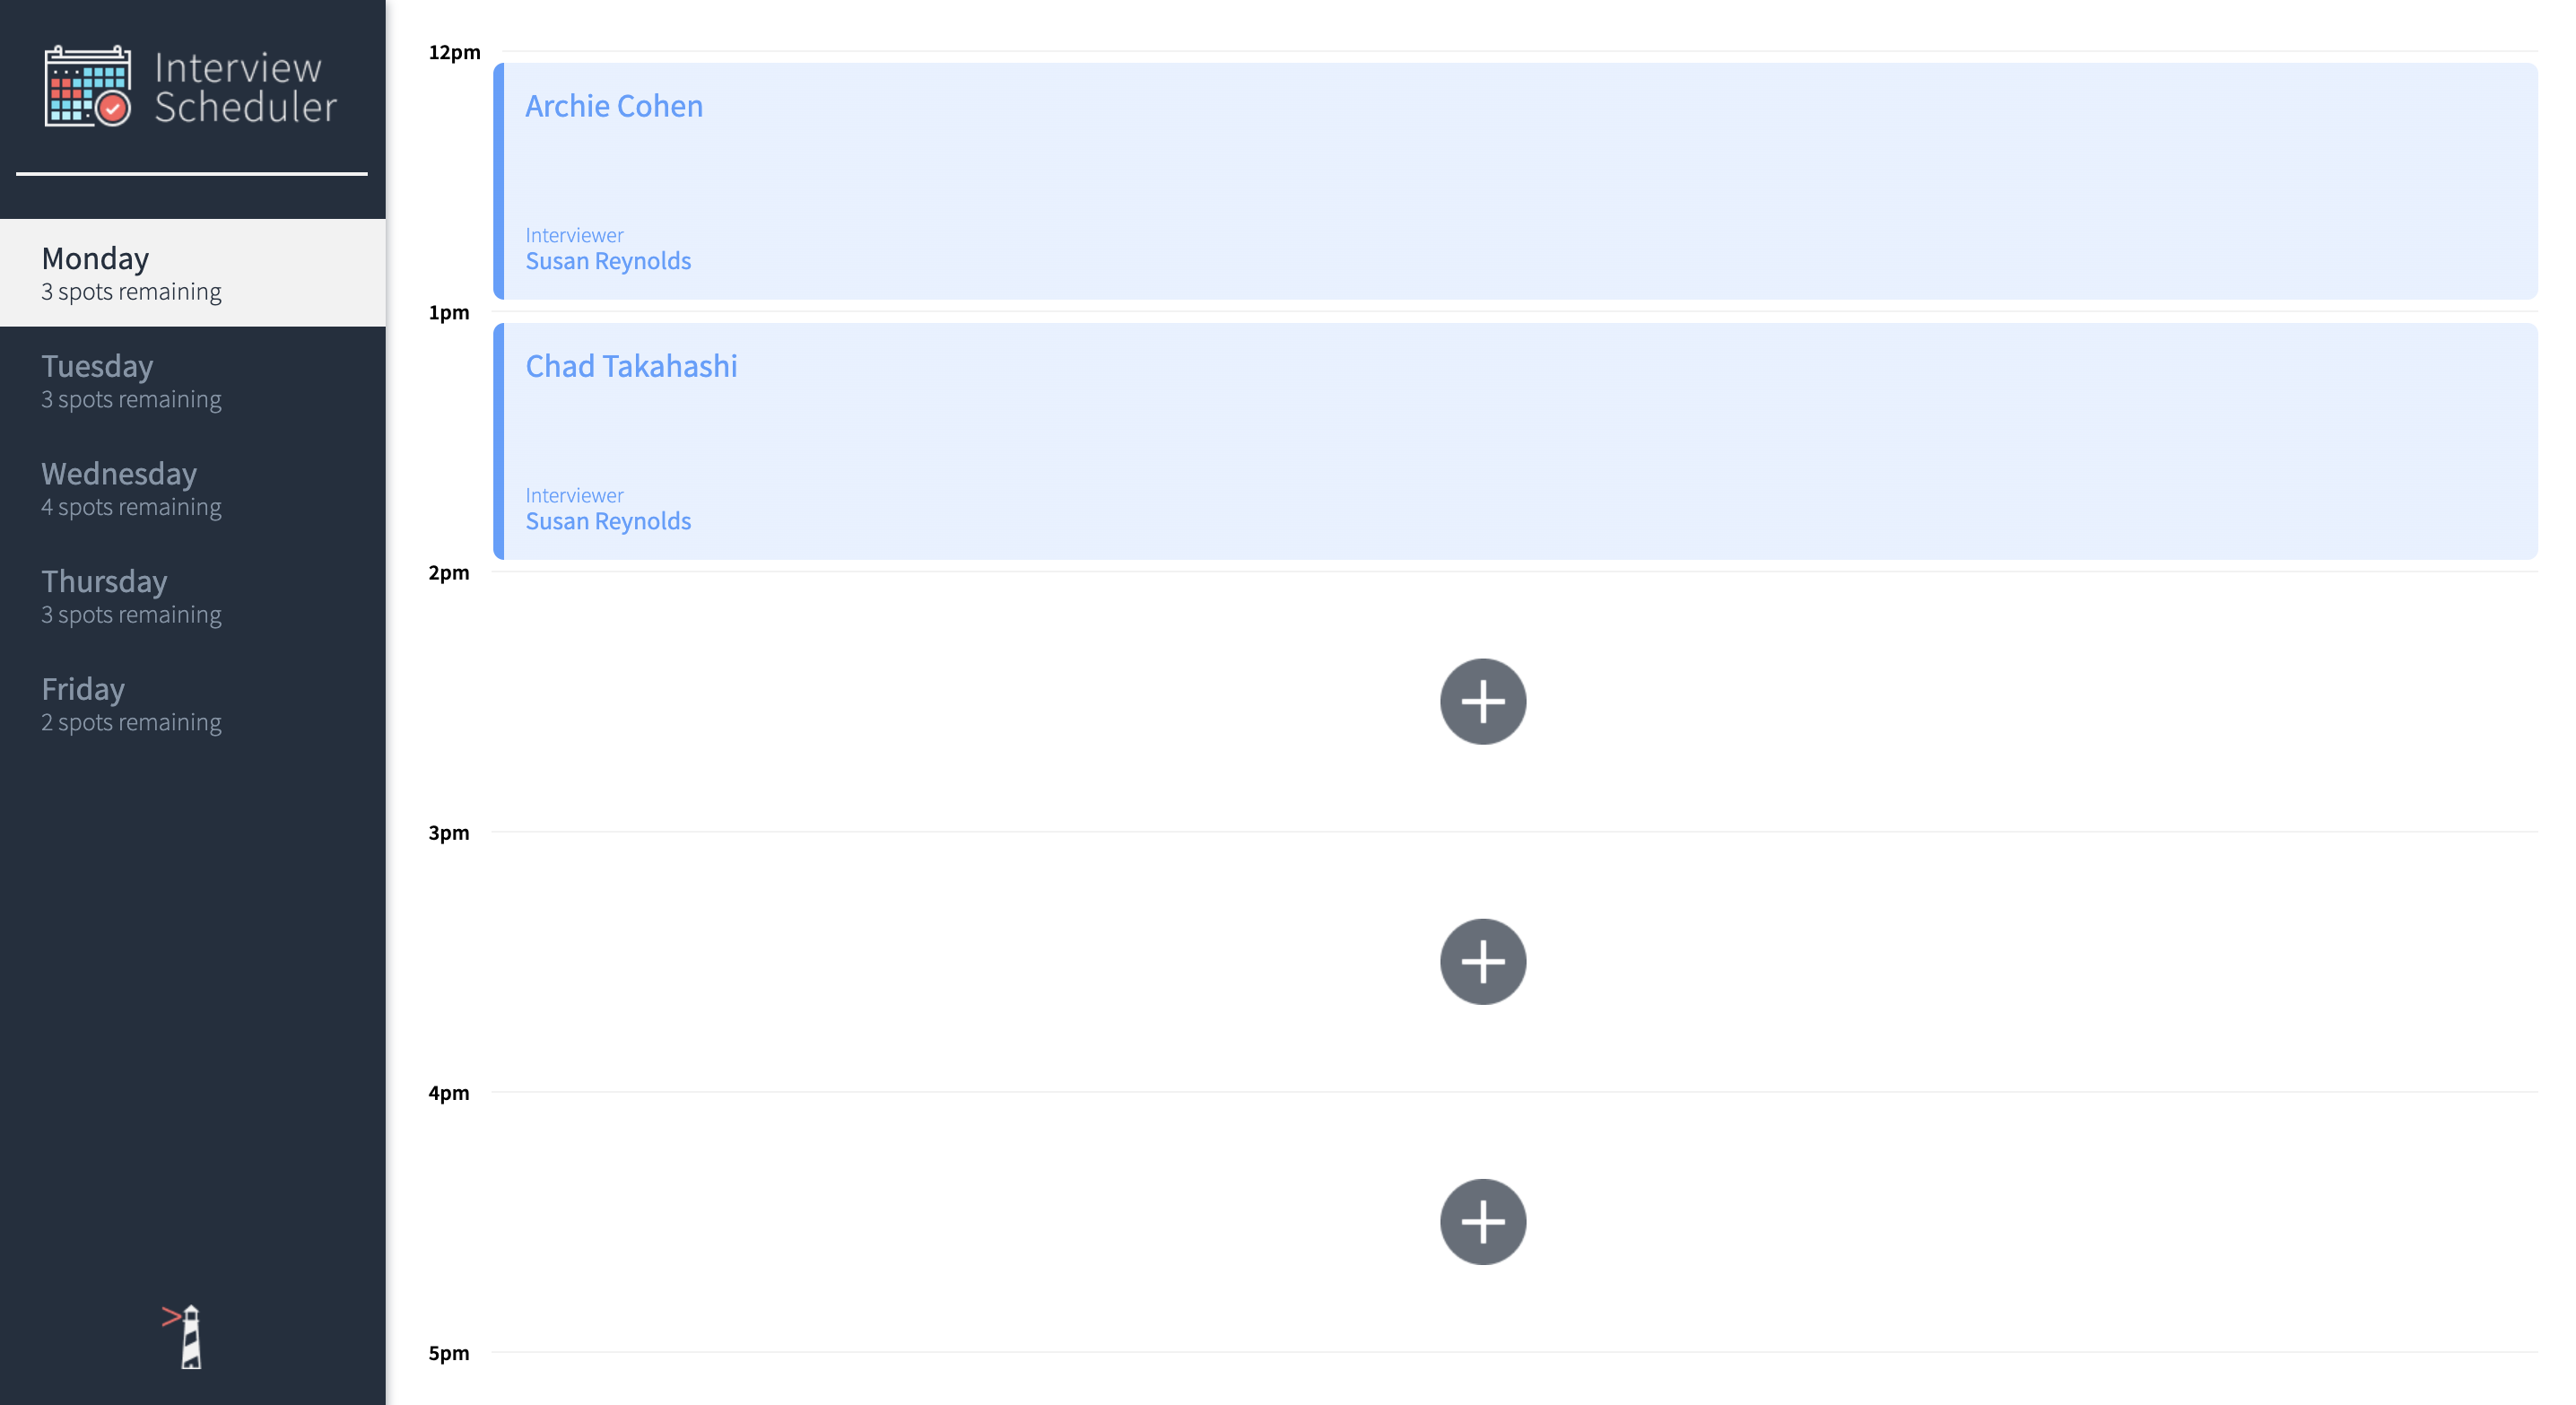 Interview
Scheduler
Monday
3 spots remaining
Tuesday
3 spots remaining
Wednesday
4 spots remaining
Thursday
3 spots remaining
Friday
2 spots remaining
12pm
Archie Cohen
Interviewer
Susan Reynolds
1pm
Chad Takahashi
Interviewer
Susan Reynolds
2pm
3pm
4pm
5pm